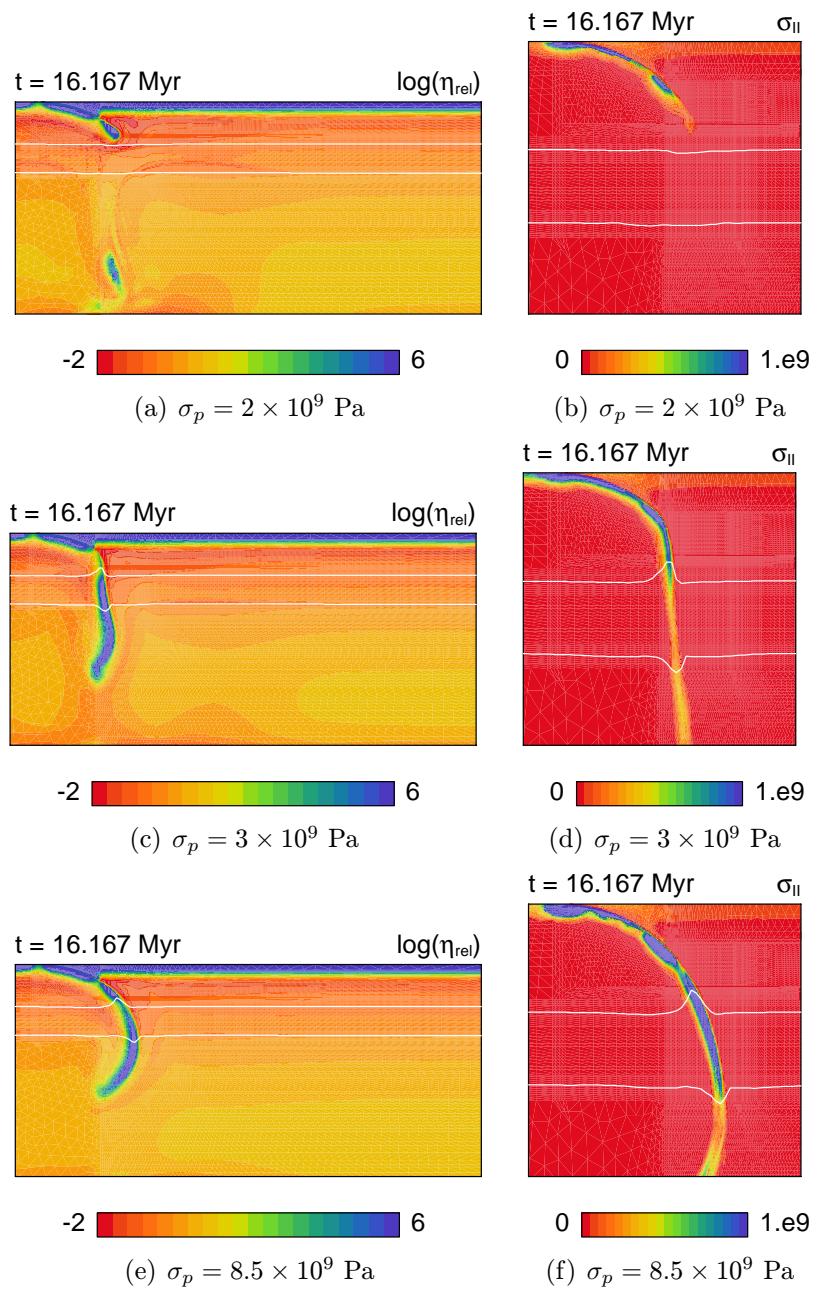 t = 16.167 Myr log(η_rel)
t = 16.167 Myr σ_II
-2 6
0 1.e9
(a) σ_p = 2 × 10^9 Pa
(b) σ_p = 2 × 10^9 Pa
t = 16.167 Myr log(η_rel)
t = 16.167 Myr σ_II
-2 6
0 1.e9
(c) σ_p = 3 × 10^9 Pa
(d) σ_p = 3 × 10^9 Pa
t = 16.167 Myr log(η_rel)
t = 16.167 Myr σ_II
-2 6
0 1.e9
(e) σ_p = 8.5 × 10^9 Pa
(f) σ_p = 8.5 × 10^9 Pa